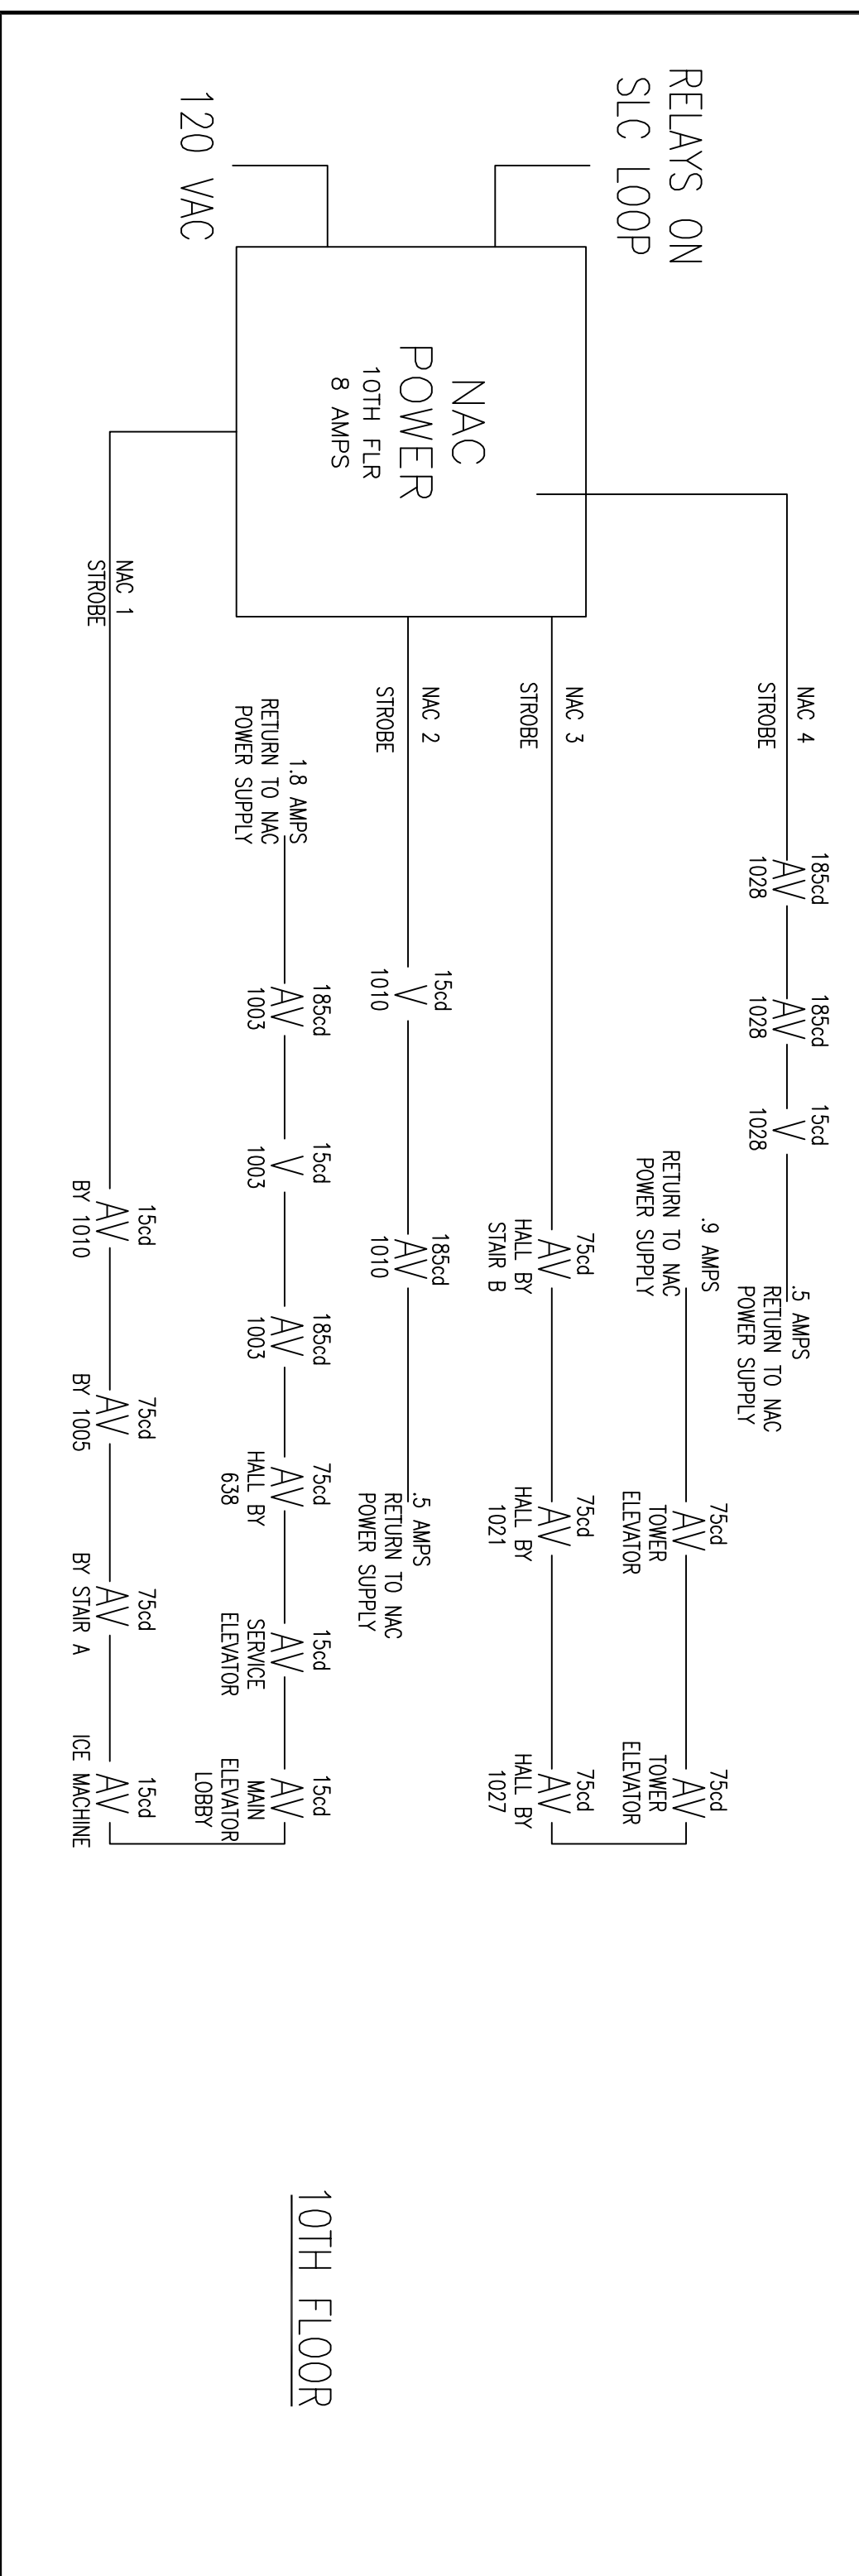 RELAYS ON
SLC LOOP
120 VAC
NAC
POWER
10TH FLR
8 AMPS
NAC 4
STROBE
185cd
AV
1028
185cd
AV
1028
15cd
V
1028
.5 AMPS
RETURN TO NAC
POWER SUPPLY
.9 AMPS
RETURN TO NAC
POWER SUPPLY
75cd
AV
TOWER
ELEVATOR
75cd
AV
TOWER
ELEVATOR
NAC 3
STROBE
75cd
AV
HALL BY
STAIR B
75cd
AV
HALL BY
1021
75cd
AV
HALL BY
1027
NAC 2
STROBE
15cd
V
1010
185cd
AV
1010
.5 AMPS
RETURN TO NAC
POWER SUPPLY
1.8 AMPS
RETURN TO NAC
POWER SUPPLY
185cd
AV
1003
15cd
V
1003
185cd
AV
1003
75cd
AV
HALL BY
638
15cd
AV
SERVICE
ELEVATOR
15cd
AV
MAIN
ELEVATOR
LOBBY
NAC 1
STROBE
15cd
AV
BY 1010
75cd
AV
BY 1005
75cd
AV
BY STAIR A
15cd
AV
ICE MACHINE
10TH FLOOR